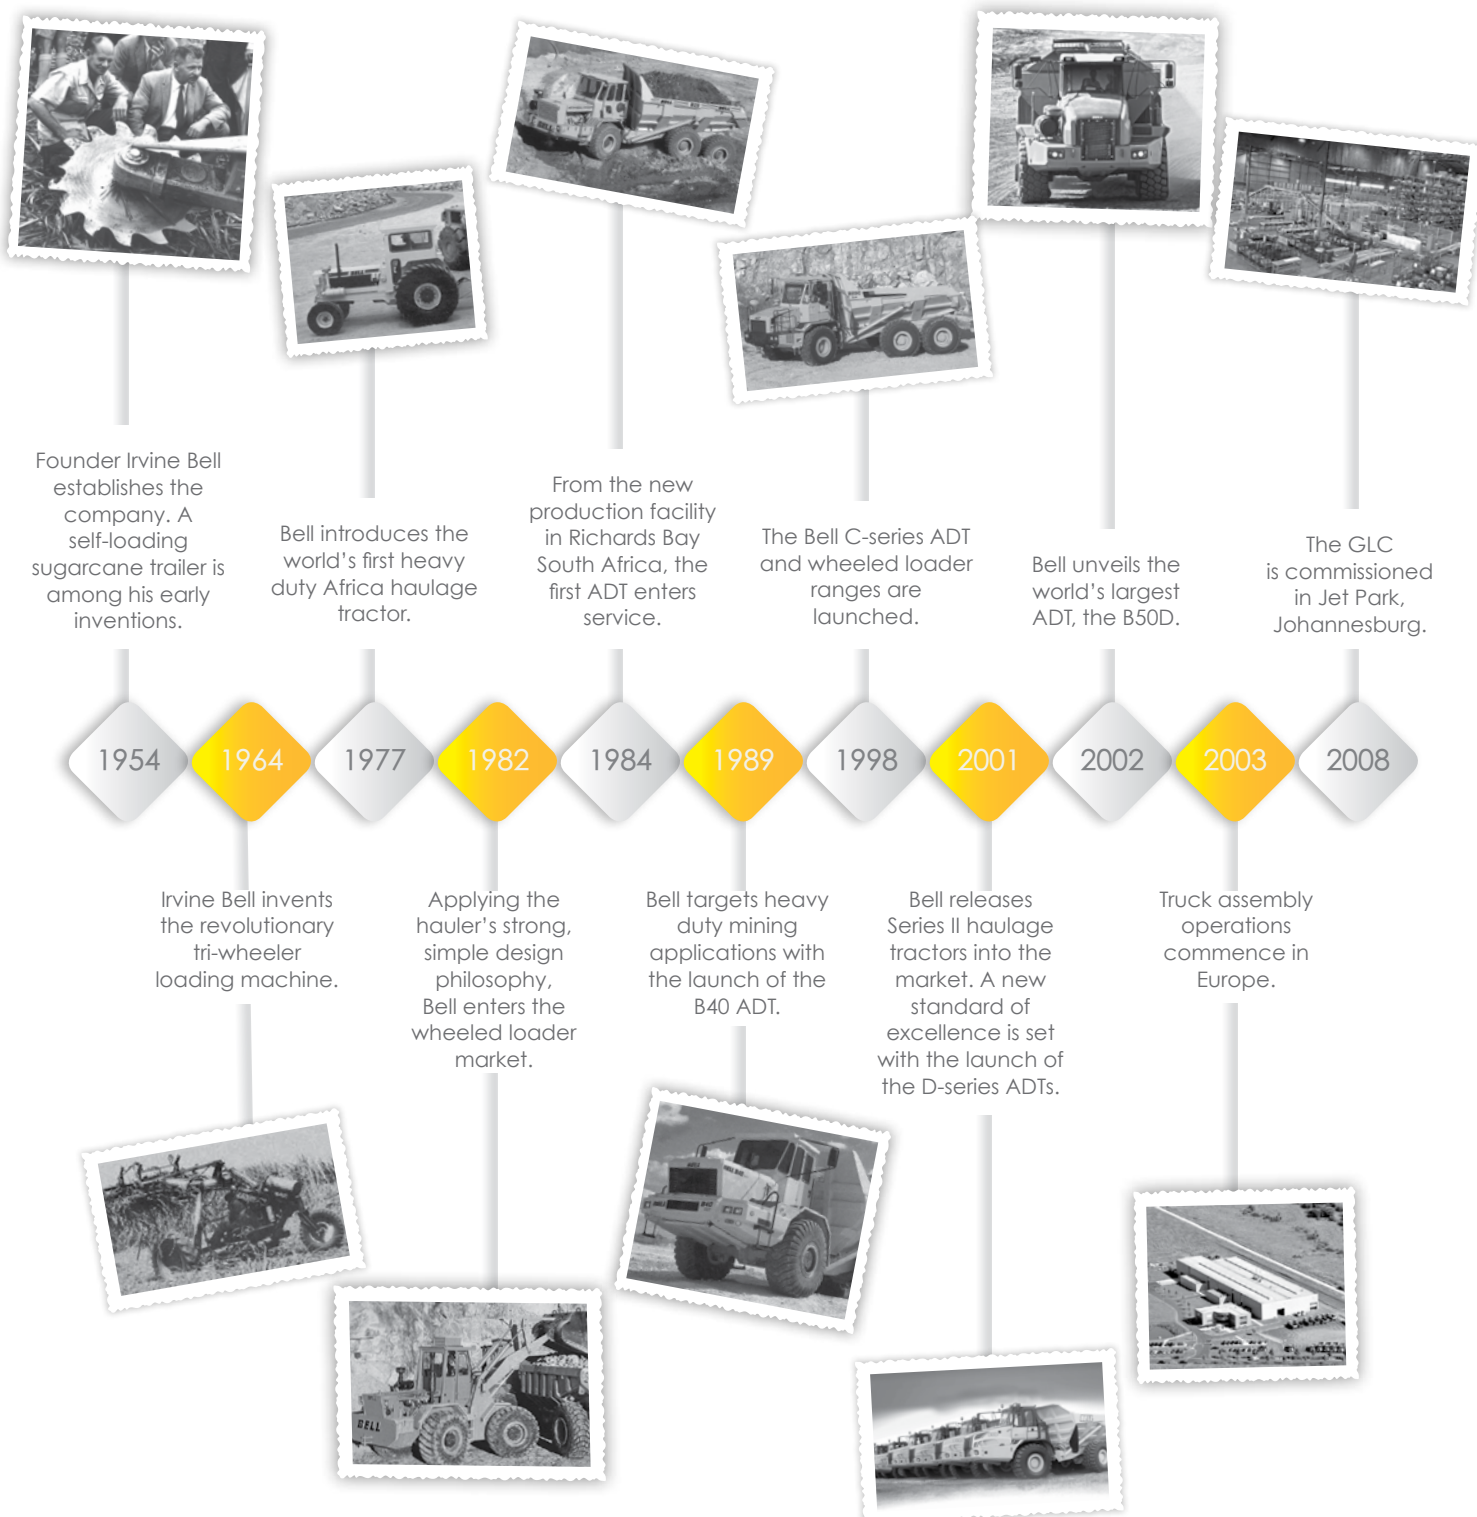 Founder Irvine Bell
establishes the
company. A
self-loading
sugarcane trailer is
among his early
inventions.
Bell introduces the
world's first heavy
duty Africa haulage
tractor.
From the new
production facility
in Richards Bay
South Africa, the
first ADT enters
service.
The Bell C-series ADT
and wheeled loader
ranges are
launched.
Bell unveils the
world's largest
ADT, the B50D.
The GLC
is commissioned
in Jet Park,
Johannesburg.
1954
1964
1977
1982
1984
1989
1998
2001
2002
2003
2008
Irvine Bell invents
the revolutionary
tri-wheeler
loading machine.
Applying the
hauler's strong,
simple design
philosophy,
Bell enters the
wheeled loader
market.
Bell targets heavy
duty mining
applications with
the launch of the
B40 ADT.
Bell releases
Series II haulage
tractors into the
market. A new
standard of
excellence is set
with the launch of
the D-series ADTs.
Truck assembly
operations
commence in
Europe.
BELL